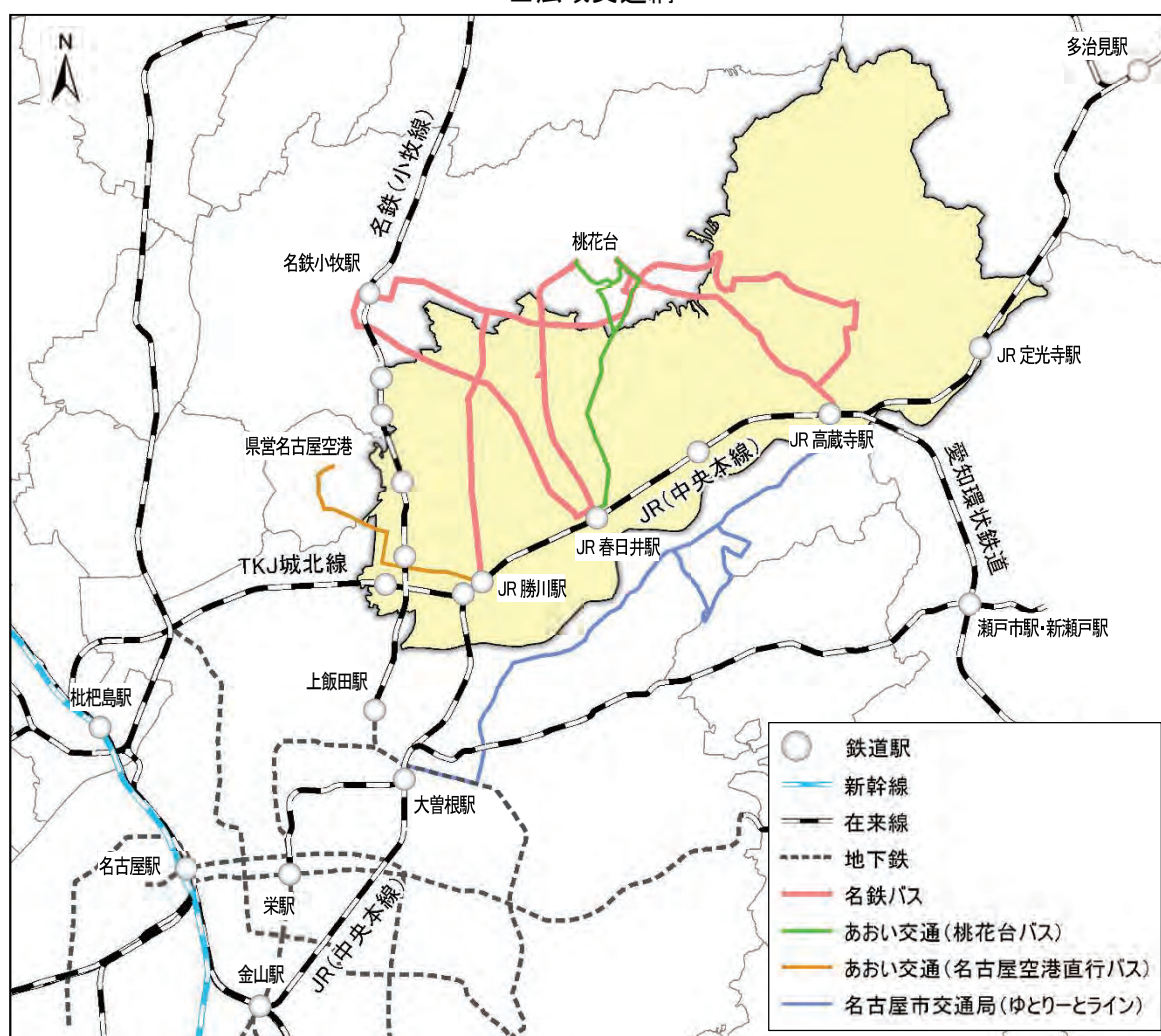 N
多治見駅
名鉄(小牧線)
桃花台
名鉄小牧駅
JR 定光寺駅
県営名古屋空港
JR 高蔵寺駅
JR(中央本線)
愛知環状鉄道
JR 春日井駅
TKJ城北線
JR 勝川駅
瀬戸市駅・新瀬戸駅
上飯田駅
枇杷島駅
大曽根駅
名古屋駅
栄駅
JR(中央本線)
金山駅
鉄道駅
新幹線
在来線
地下鉄
名鉄バス
あおい交通(桃花台バス)
あおい交通(名古屋空港直行バス)
名古屋市交通局(ゆとりーとライン)